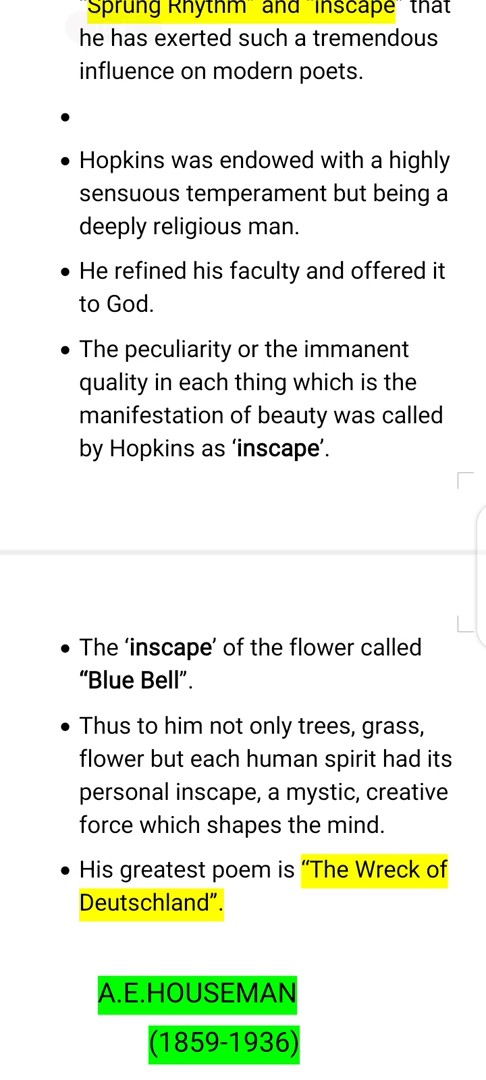 "Sprung Rhythm" and "inscape" that
he has exerted such a tremendous
influence on modern poets.
•
• Hopkins was endowed with a highly
sensuous temperament but being a
deeply religious man.
• He refined his faculty and offered it
to God.
• The peculiarity or the immanent
quality in each thing which is the
manifestation of beauty was called
by Hopkins as ‘inscape’.
• The ‘inscape’ of the flower called
“Blue Bell”.
• Thus to him not only trees, grass,
flower but each human spirit had its
personal inscape, a mystic, creative
force which shapes the mind.
• His greatest poem is “The Wreck of
Deutschland”.
A.E.HOUSEMAN
(1859-1936)